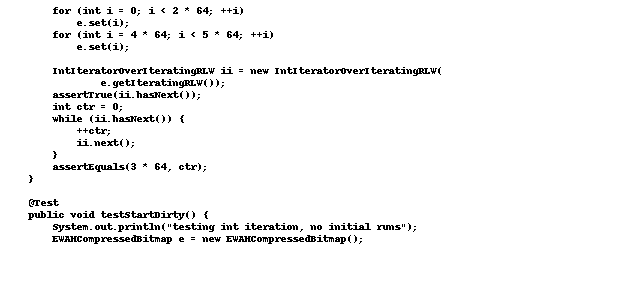 for (int i = 0; i < 2 * 64; ++i)
e.set(i);
for (int i = 4 * 64; i < 5 * 64; ++i)
e.set(i);
IntIteratorOverIteratingRLW ii = new IntIteratorOverIteratingRLW(
e.getIteratingRLW());
assertTrue(ii.hasNext());
int ctr = 0;
while (ii.hasNext()) {
++ctr;
ii.next();
}
assertEquals(3 * 64, ctr);
}
@Test
public void testStartDirty() {
System.out.println("testing int iteration, no initial runs");
EWAHCompressedBitmap e = new EWAHCompressedBitmap();